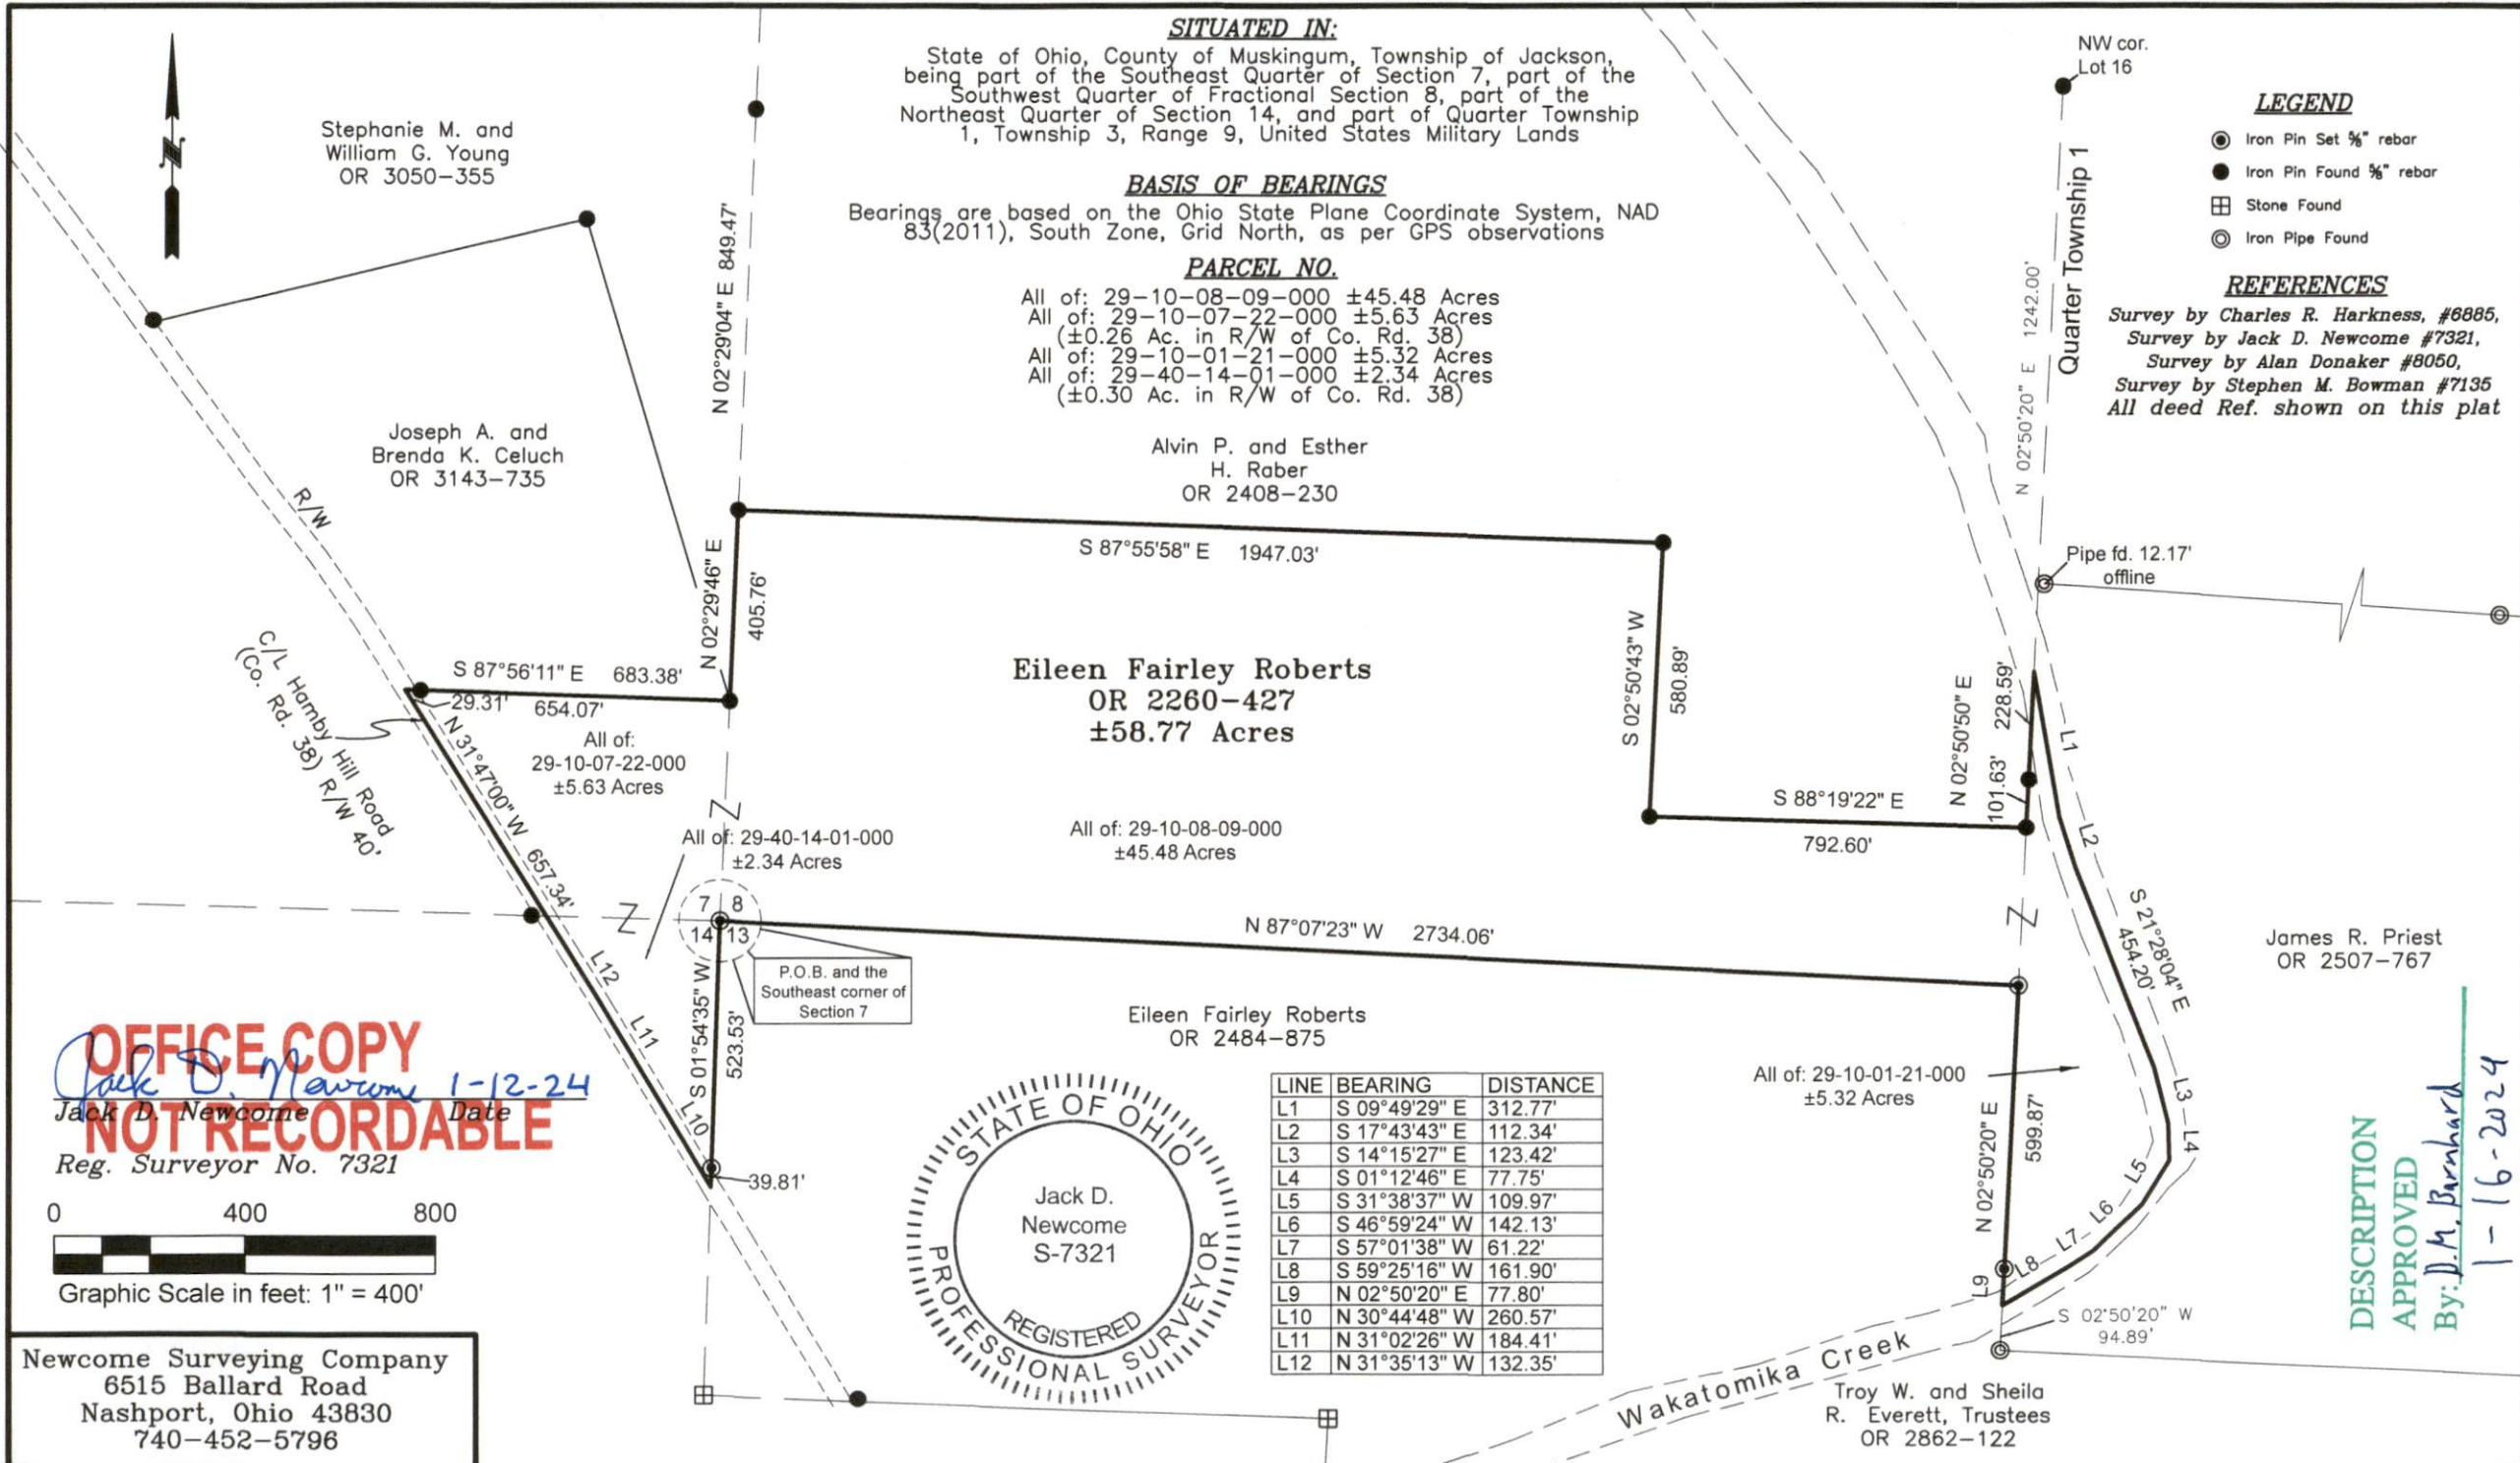 SITUATED IN:
State of Ohio, County of Muskingum, Township of Jackson,
being part of the Southeast Quarter of Section 7, part of the
Southwest Quarter of Fractional Section 8, part of the
Northeast Quarter of Section 14, and part of Quarter Township
1, Township 3, Range 9, United States Military Lands
BASIS OF BEARINGS
Bearings are based on the Ohio State Plane Coordinate System, NAD
83(2011), South Zone, Grid North, as per GPS observations
PARCEL NO.
All of: 29-10-08-09-000 ±45.48 Acres
All of: 29-10-07-22-000 ±5.63 Acres
(±0.26 Ac. in R/W of Co. Rd. 38)
All of: 29-10-01-21-000 ±5.32 Acres
All of: 29-40-14-01-000 ±2.34 Acres
(±0.30 Ac. in R/W of Co. Rd. 38)
N
Stephanie M. and
William G. Young
OR 3050-355
Joseph A. and
Brenda K. Celuch
OR 3143-735
Alvin P. and Esther
H. Raber
OR 2408-230
NW cor.
Lot 16
Quarter Township 1
N 02°50'20" E 1242.00'
LEGEND
Iron Pin Set ⅝" rebar
Iron Pin Found ⅝" rebar
Stone Found
Iron Pipe Found
REFERENCES
Survey by Charles R. Harkness, #6885,
Survey by Jack D. Newcome #7321,
Survey by Alan Donaker #8050,
Survey by Stephen M. Bowman #7135
All deed Ref. shown on this plat
N 02°29'04" E 849.47'
R/W
C/L Hamby Hill Road
(Co. Rd. 38) R/W 40'
S 87°56'11" E 683.38'
29.31'
654.07'
N 02°29'46" E
405.76'
S 87°55'58" E 1947.03'
S 02°50'43" W
580.89'
Pipe fd. 12.17'
offline
Eileen Fairley Roberts
OR 2260-427
±58.77 Acres
N 02°50'50" E
228.59'
101.63'
S 88°19'22" E
792.60'
L1
L2
S 21°28'04" E
454.20'
L3
L4
L5
L6
L7
L8
L9
All of:
29-10-07-22-000
±5.63 Acres
N 31°47'00" W 657.34'
All of: 29-40-14-01-000
±2.34 Acres
All of: 29-10-08-09-000
±45.48 Acres
7 8
14 13
P.O.B. and the
Southeast corner of
Section 7
N 87°07'23" W 2734.06'
S 01°54'35" W
523.53'
39.81'
L12
L11
L10
Eileen Fairley Roberts
OR 2484-875
James R. Priest
OR 2507-767
All of: 29-10-01-21-000
±5.32 Acres
N 02°50'20" E
599.87'
S 02°50'20" W
94.89'
Wakatomika Creek
Troy W. and Sheila
R. Everett, Trustees
OR 2862-122
LINE BEARING DISTANCE
L1 S 09°49'29" E 312.77'
L2 S 17°43'43" E 112.34'
L3 S 14°15'27" E 123.42'
L4 S 01°12'46" E 77.75'
L5 S 31°38'37" W 109.97'
L6 S 46°59'24" W 142.13'
L7 S 57°01'38" W 61.22'
L8 S 59°25'16" W 161.90'
L9 N 02°50'20" E 77.80'
L10 N 30°44'48" W 260.57'
L11 N 31°02'26" W 184.41'
L12 N 31°35'13" W 132.35'
STATE OF OHIO
Jack D.
Newcome
S-7321
REGISTERED
PROFESSIONAL SURVEYOR
OFFICE COPY
Jack D. Newcome 1-12-24
Jack D. Newcome Date
NOT RECORDABLE
Reg. Surveyor No. 7321
0 400 800
Graphic Scale in feet: 1" = 400'
Newcome Surveying Company
6515 Ballard Road
Nashport, Ohio 43830
740-452-5796
DESCRIPTION
APPROVED
By: D.M. Barnhard
1-16-2024